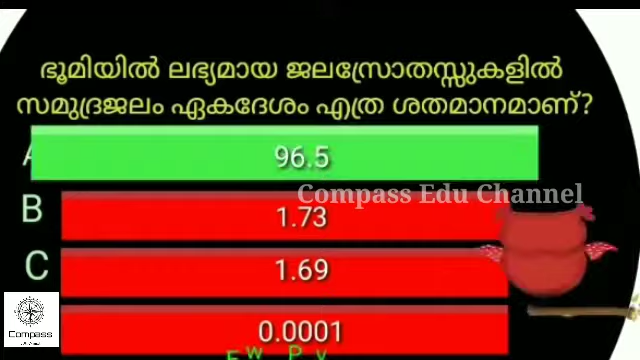 ഭൂമിയിൽ ലഭ്യമായ ജലസ്രോതസ്സുകളിൽ
സമുദ്രജലം ഏകദേശം എത്ര ശതമാനമാണ്?
A 96.5
Compass Edu Channel
B 1.73
C 1.69
0.0001
Compass